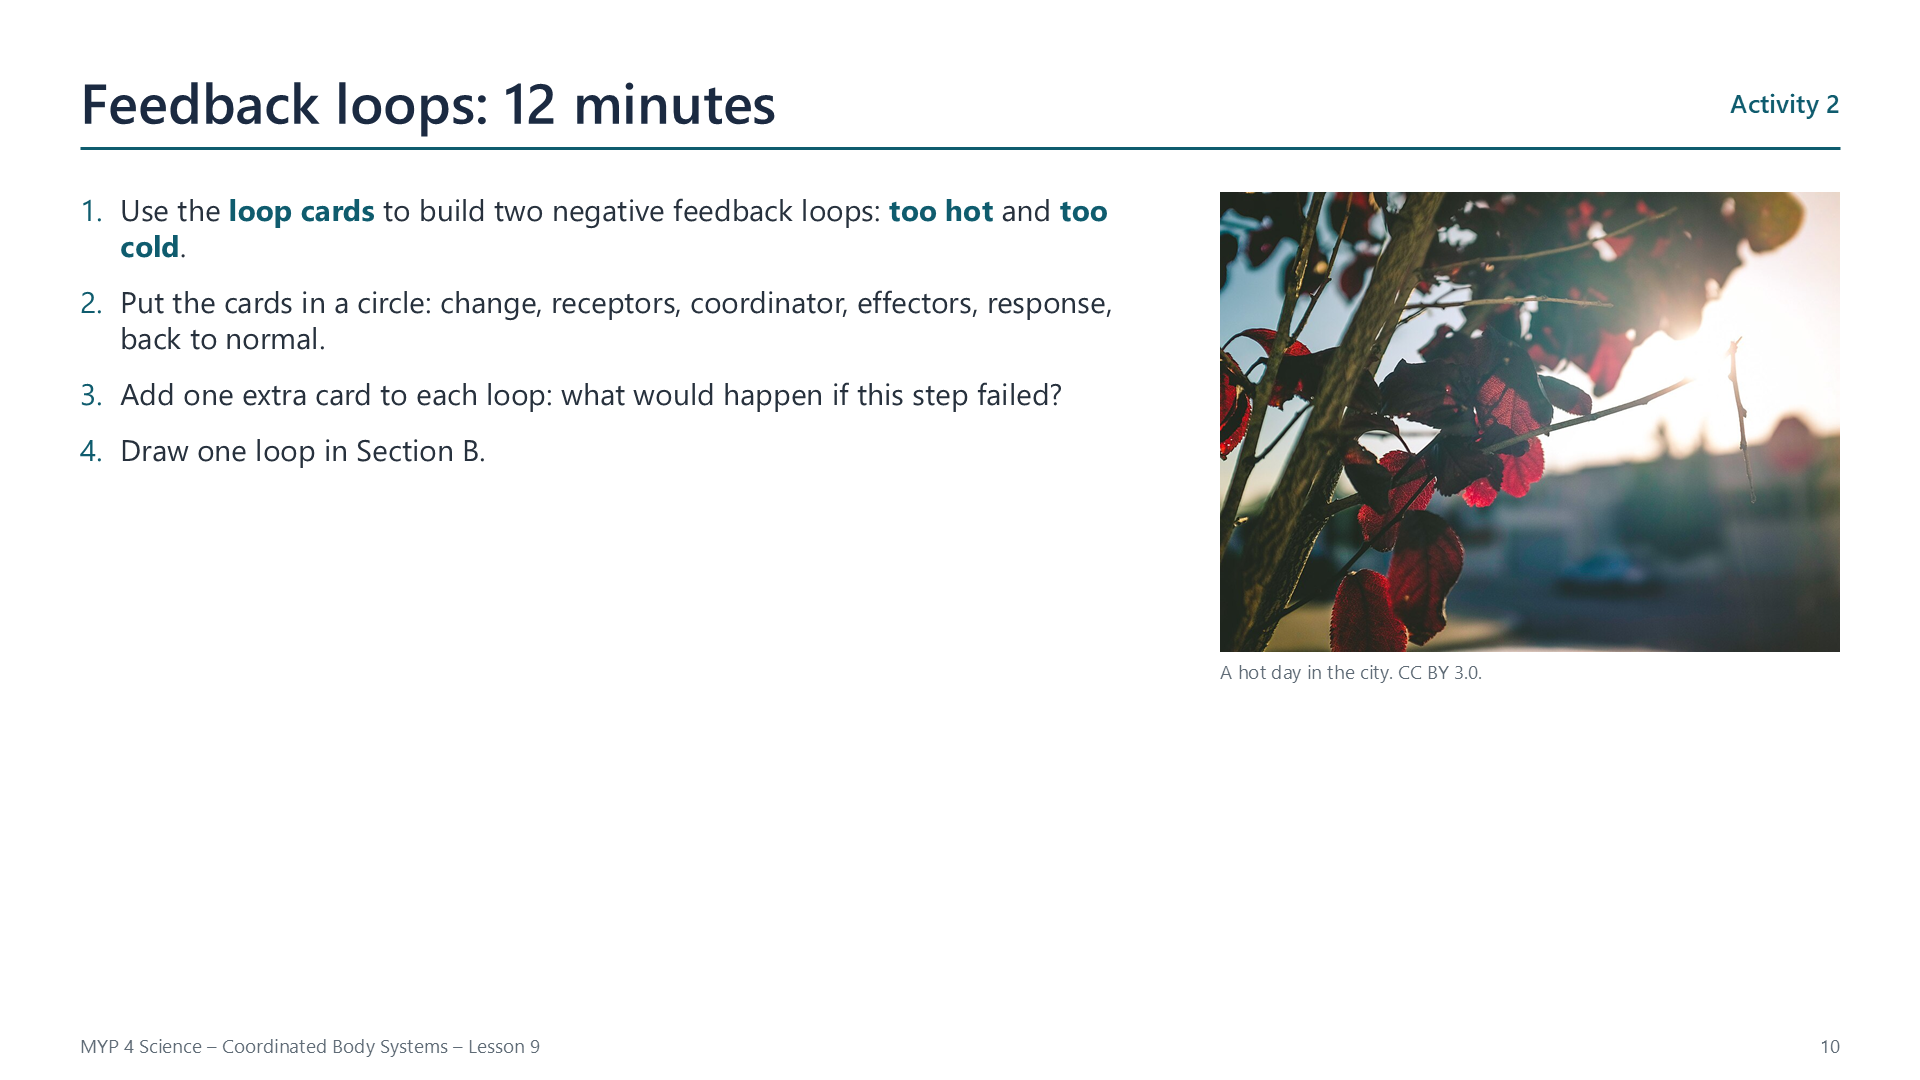 Feedback loops: 12 minutes
Activity 2
1. Use the loop cards to build two negative feedback loops: too hot and too
cold.
2. Put the cards in a circle: change, receptors, coordinator, effectors, response,
back to normal.
3. Add one extra card to each loop: what would happen if this step failed?
4. Draw one loop in Section B.
A hot day in the city. CC BY 3.0.
MYP 4 Science – Coordinated Body Systems – Lesson 9
10